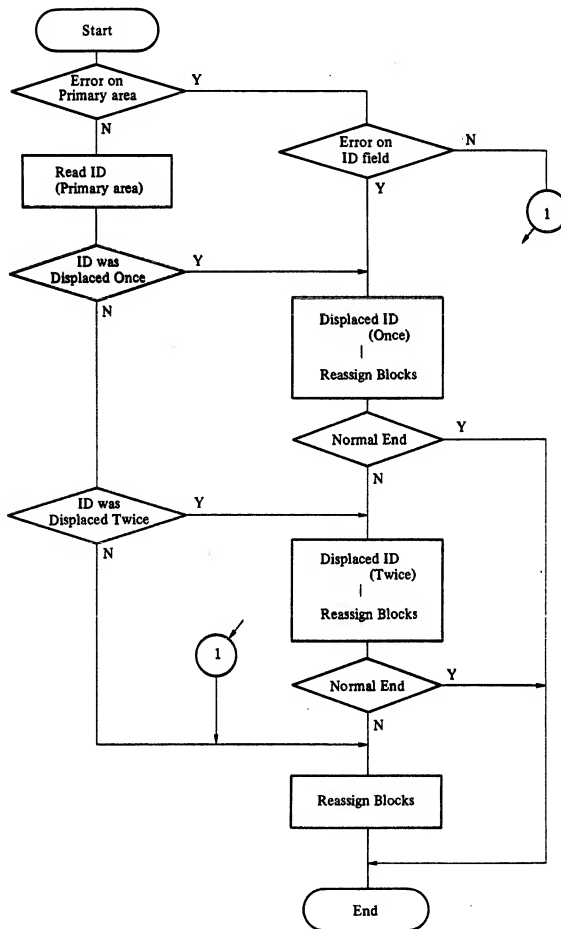 Start
Error on
Primary area
Y
N
Error on
ID field
N
Y
Read ID
(Primary area)
1
ID was
Displaced Once
Y
N
Displaced ID
(Once)
Reassign Blocks
Normal End
Y
N
ID was
Displaced Twice
Y
N
Displaced ID
(Twice)
Reassign Blocks
1
Normal End
Y
N
Reassign Blocks
End